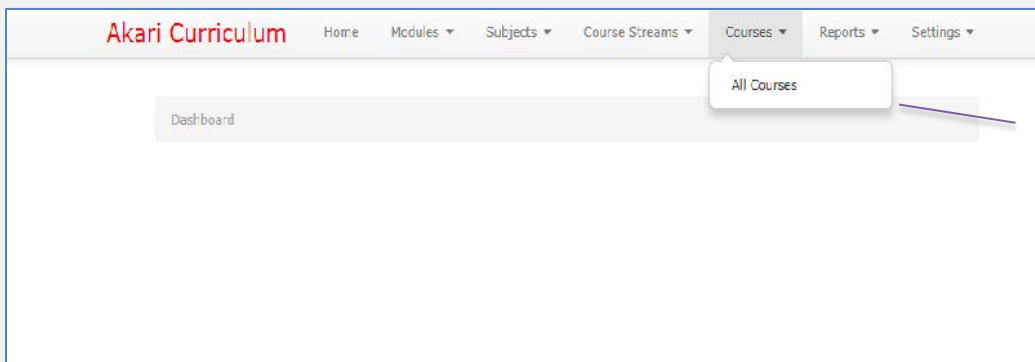 Akari Curriculum Home Modules Subjects Course Streams Courses Reports Settings
All Courses
Dashboard